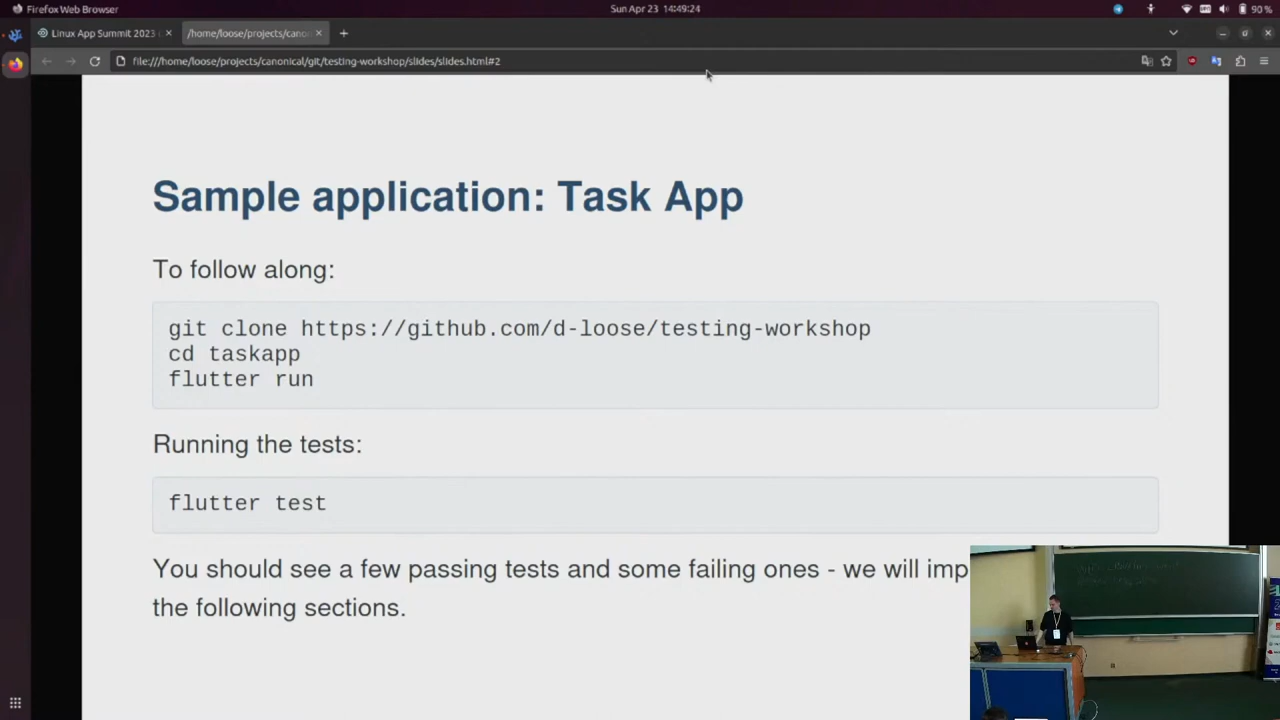 Firefox Web Browser
Sun Apr 23 14:49:24
90 %
Linux App Summit 2023
/home/loose/projects/cano
file:///home/loose/projects/canonical/git/testing-workshop/slides/slides.html#2
Sample application: Task App
To follow along:
git clone https://github.com/d-loose/testing-workshop
cd taskapp
flutter run
Running the tests:
flutter test
You should see a few passing tests and some failing ones - we will imp
the following sections.